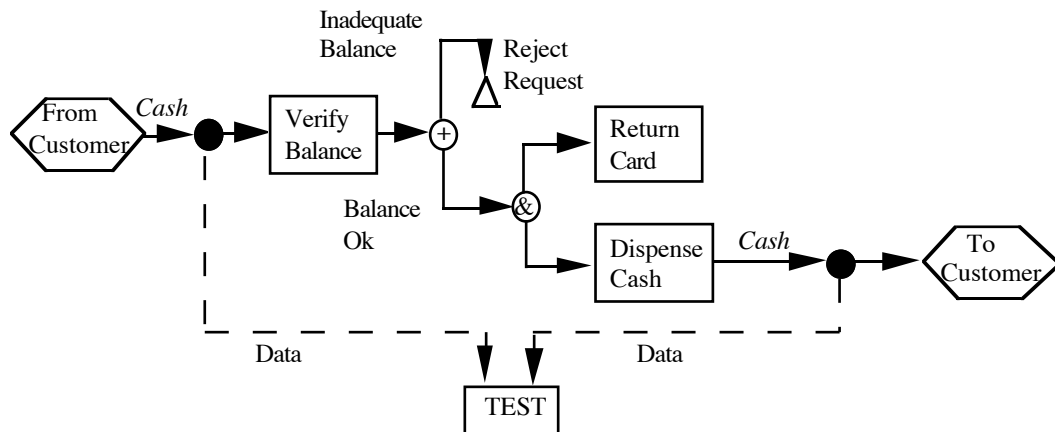 Inadequate
Balance
Reject
Request
From
Customer
Cash
Verify
Balance
+
Return
Card
Balance
Ok
&
Dispense
Cash
Cash
To
Customer
Data
Data
TEST